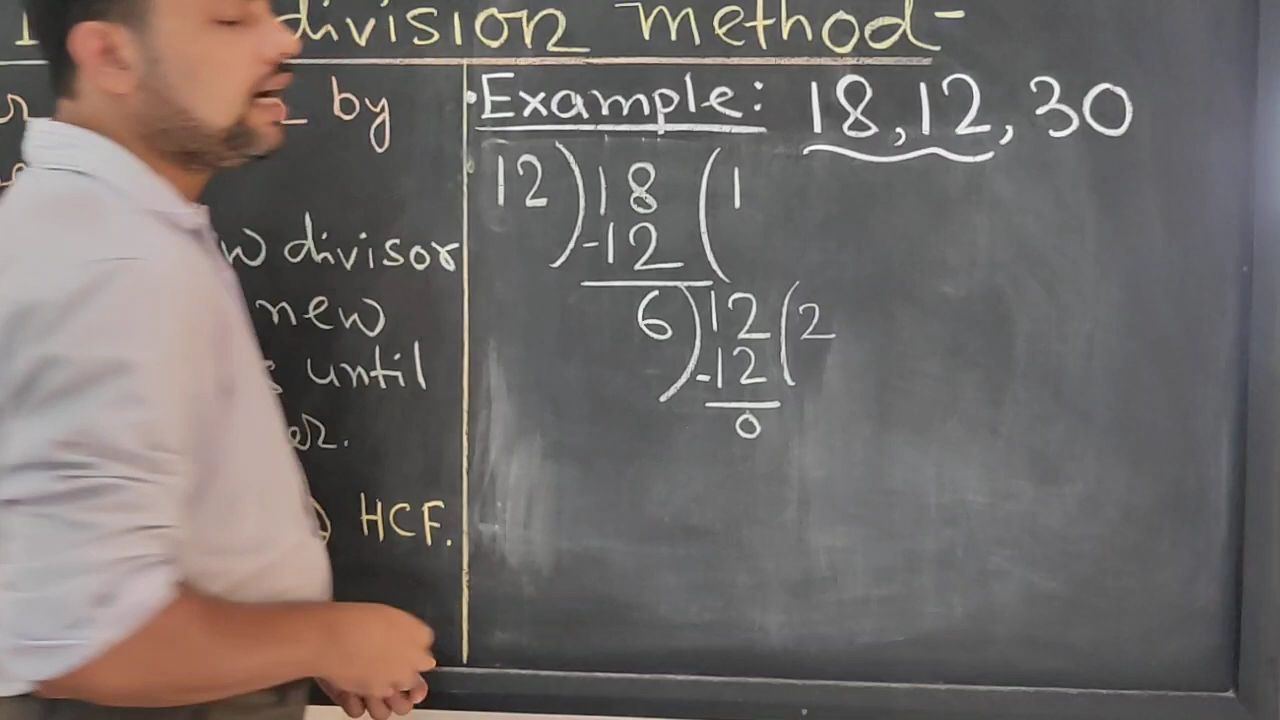 division method-
by
w divisor
new
until
er.
HCF.
• Example: 18, 12, 30
12)18(1
-12
6)12(2
-12
0